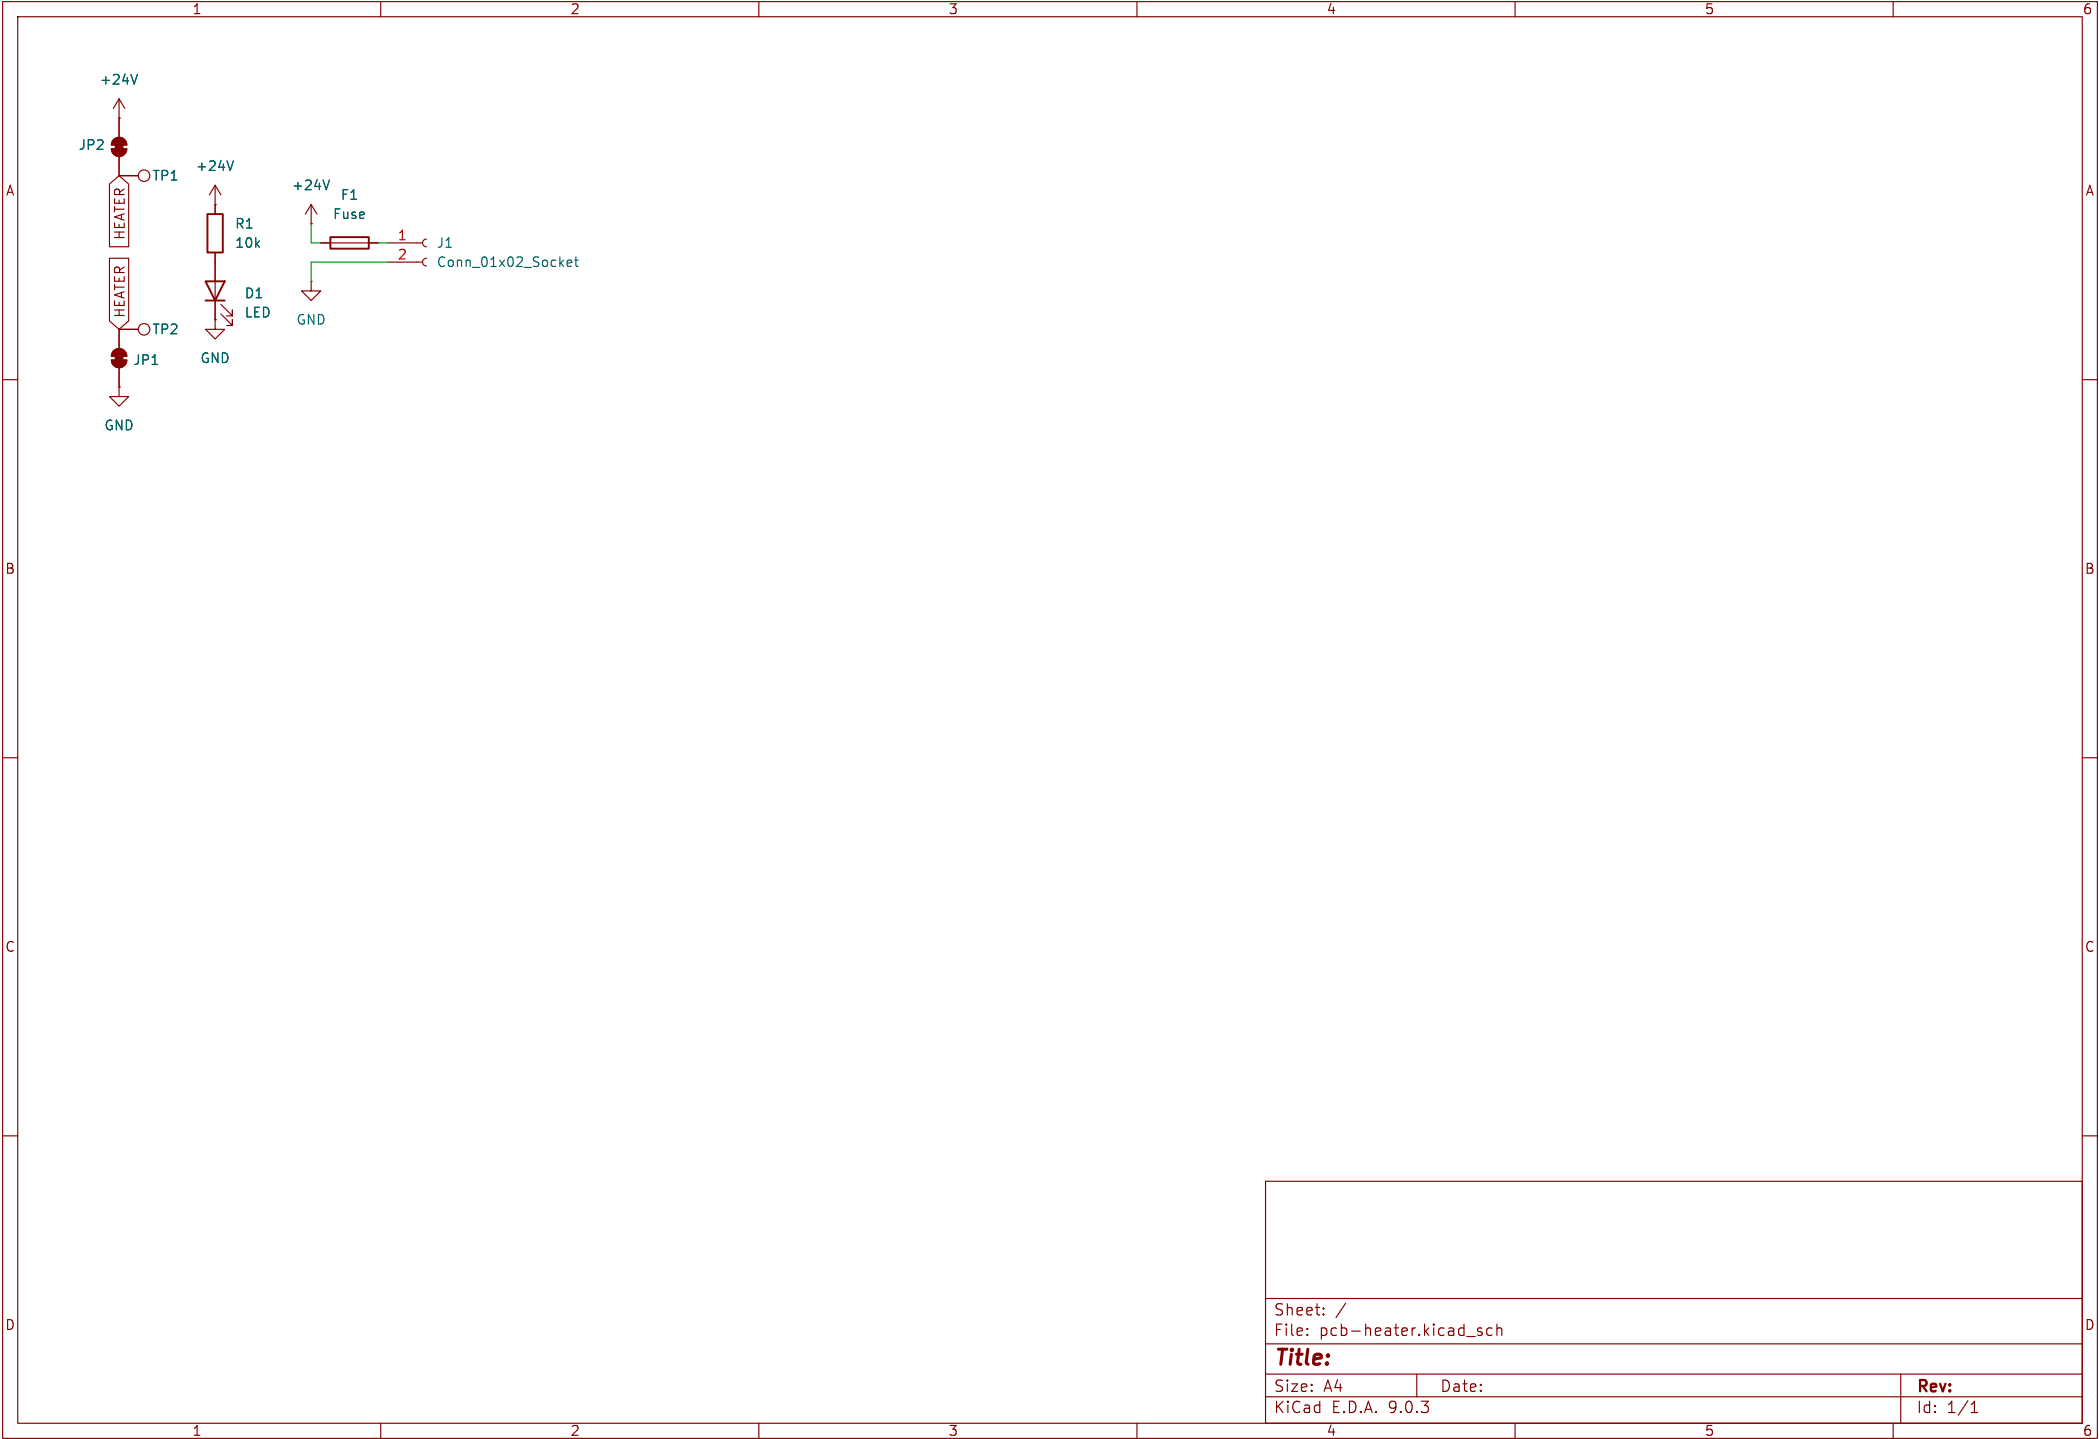 1 2 3 4 5 6
+24V
JP2
TP1
HEATER
HEATER
TP2
JP1
GND
+24V
R1
10k
D1
LED
GND
+24V
F1
Fuse
1
2
J1
Conn_01x02_Socket
GND
A
A
B
B
C
C
D
D
Sheet: /
File: pcb-heater.kicad_sch
Title:
Size: A4
Date:
Rev:
KiCad E.D.A. 9.0.3
Id: 1/1
1 2 3 4 5 6